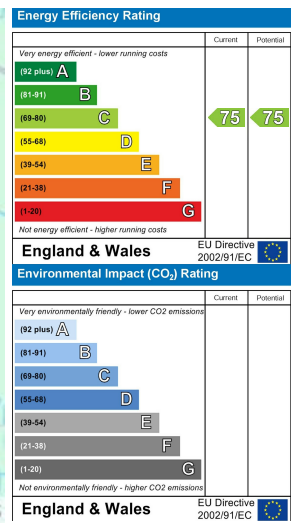 Energy Efficiency Rating
Current Potential
Very energy efficient - lower running costs
(92 plus) A
(81-91) B
(69-80) C 75 75
(55-68) D
(39-54) E
(21-38) F
(1-20) G
Not energy efficient - higher running costs
England & Wales
EU Directive
2002/91/EC
Environmental Impact (CO₂) Rating
Current Potential
Very environmentally friendly - lower CO2 emissions
(92 plus) A
(81-91) B
(69-80) C
(55-68) D
(39-54) E
(21-38) F
(1-20) G
Not environmentally friendly - higher CO2 emissions
England & Wales
EU Directive
2002/91/EC